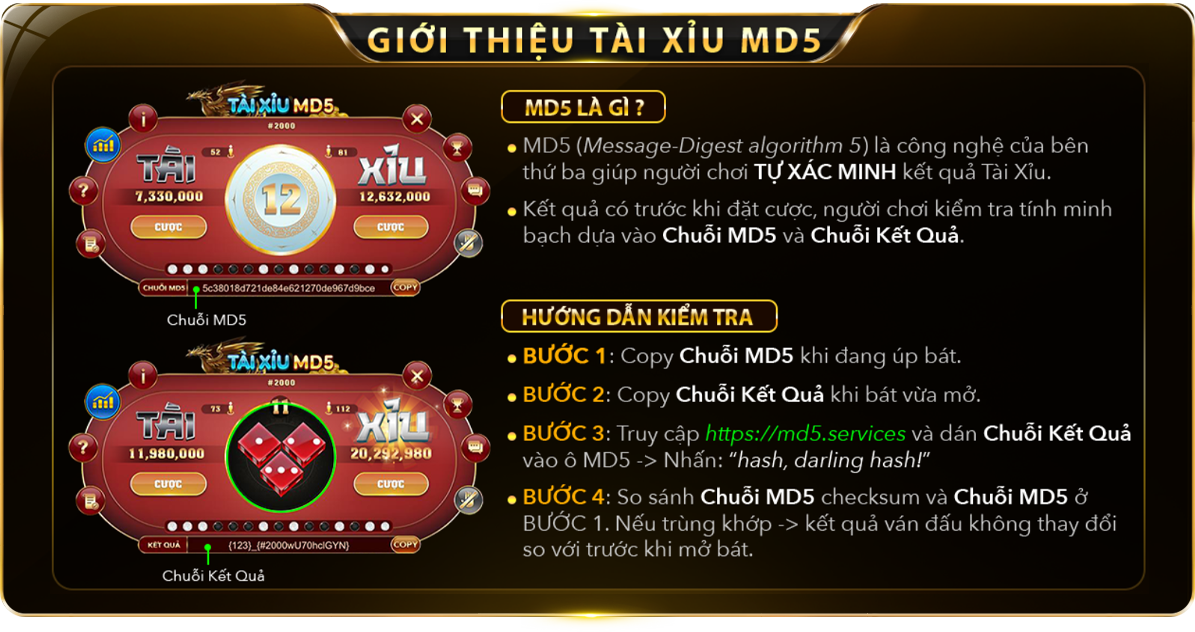 GIỚI THIỆU TÀI XỈU MD5
TÀI XỈU MD5
#2000
i
52
81
TÀI
XỈU
12
7,330,000
12,632,000
?
CƯỢC
CƯỢC
CHUỖI MD5
5c38018d721de84e621270de967d9bce
COPY
Chuỗi MD5
TÀI XỈU MD5
#2000
i
73
11
112
TÀI
XỈU
11,980,000
20,292,980
?
CƯỢC
CƯỢC
KẾT QUẢ
{123}_{#2000wU70hclGYN}
COPY
Chuỗi Kết Quả
MD5 LÀ GÌ ?
• MD5 (Message-Digest algorithm 5) là công nghệ của bên
thứ ba giúp người chơi TỰ XÁC MINH kết quả Tài Xỉu.
• Kết quả có trước khi đặt cược, người chơi kiểm tra tính minh
bạch dựa vào Chuỗi MD5 và Chuỗi Kết Quả.
HƯỚNG DẪN KIỂM TRA
• BƯỚC 1: Copy Chuỗi MD5 khi đang úp bát.
• BƯỚC 2: Copy Chuỗi Kết Quả khi bát vừa mở.
• BƯỚC 3: Truy cập https://md5.services và dán Chuỗi Kết Quả
vào ô MD5 -> Nhấn: “hash, darling hash!”
• BƯỚC 4: So sánh Chuỗi MD5 checksum và Chuỗi MD5 ở
BƯỚC 1. Nếu trùng khớp -> kết quả ván đấu không thay đổi
so với trước khi mở bát.